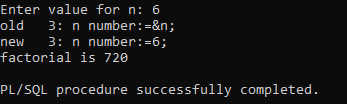 Enter value for n: 6
old   3: n number:=&n;
new   3: n number:=6;
factorial is 720
PL/SQL procedure successfully completed.